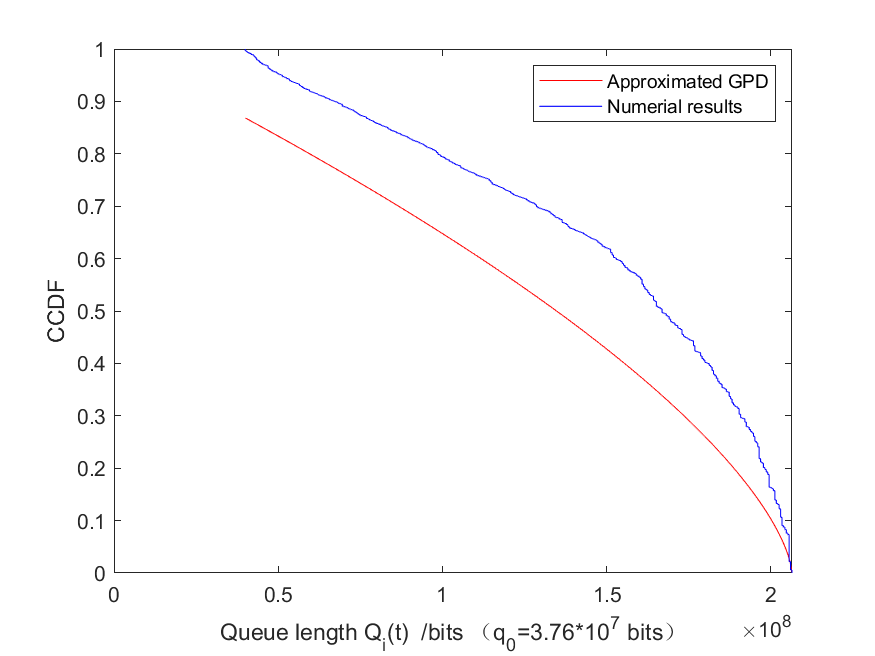 Approximated GPD
Numerial results
1
0.9
0.8
0.7
0.6
0.5
0.4
0.3
0.2
0.1
0
CCDF
0 0.5 1 1.5 2
×10^8
Queue length Q_i(t) /bits （q_0=3.76*10^7 bits）